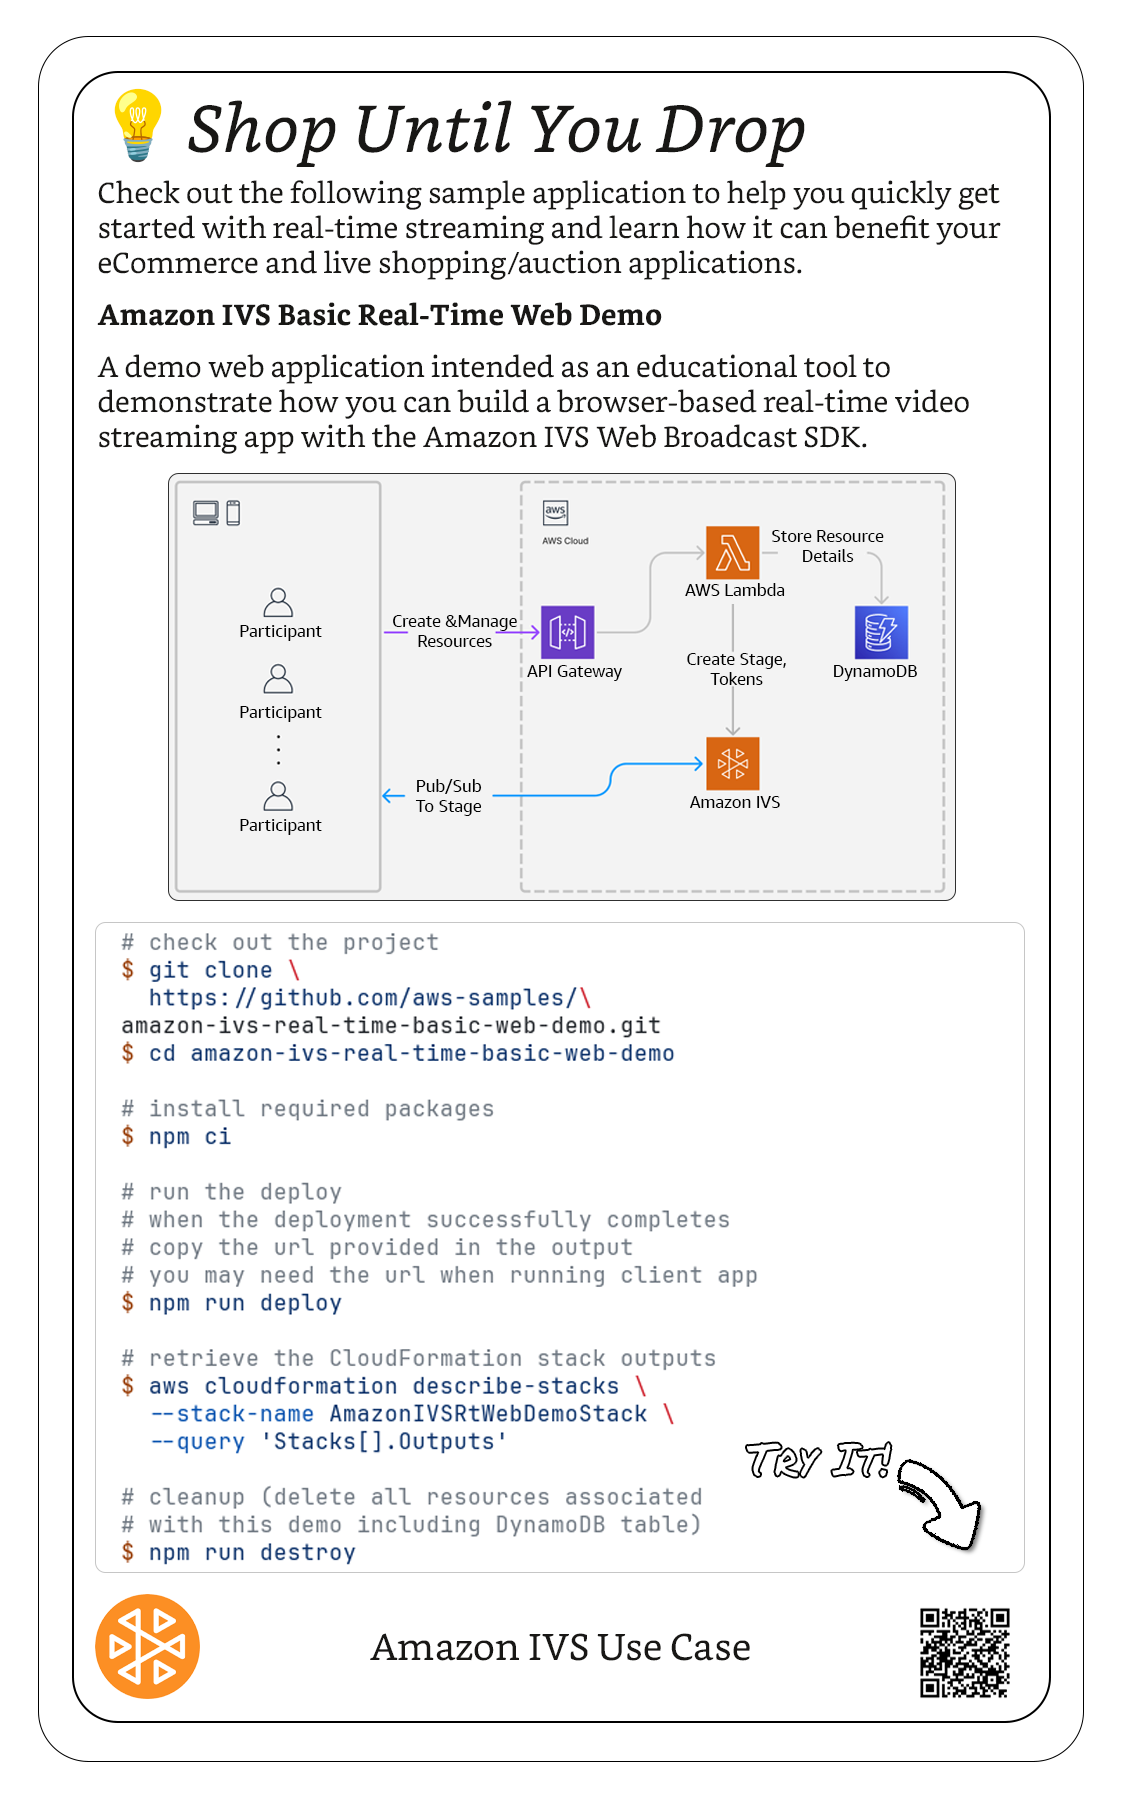 Shop Until You Drop
Check out the following sample application to help you quickly get
started with real-time streaming and learn how it can benefit your
eCommerce and live shopping/auction applications.
Amazon IVS Basic Real-Time Web Demo
A demo web application intended as an educational tool to
demonstrate how you can build a browser-based real-time video
streaming app with the Amazon IVS Web Broadcast SDK.
aws
AWS Cloud
Store Resource
Details
AWS Lambda
Participant
Create &Manage
Resources
API Gateway
Create Stage,
Tokens
DynamoDB
Participant
Pub/Sub
To Stage
Amazon IVS
Participant
# check out the project
$ git clone \
https://github.com/aws-samples/\
amazon-ivs-real-time-basic-web-demo.git
$ cd amazon-ivs-real-time-basic-web-demo
# install required packages
$ npm ci
# run the deploy
# when the deployment successfully completes
# copy the url provided in the output
# you may need the url when running client app
$ npm run deploy
# retrieve the CloudFormation stack outputs
$ aws cloudformation describe-stacks \
--stack-name AmazonIVSRtWebDemoStack \
--query 'Stacks[].Outputs'
Try It!
# cleanup (delete all resources associated
# with this demo including DynamoDB table)
$ npm run destroy
Amazon IVS Use Case